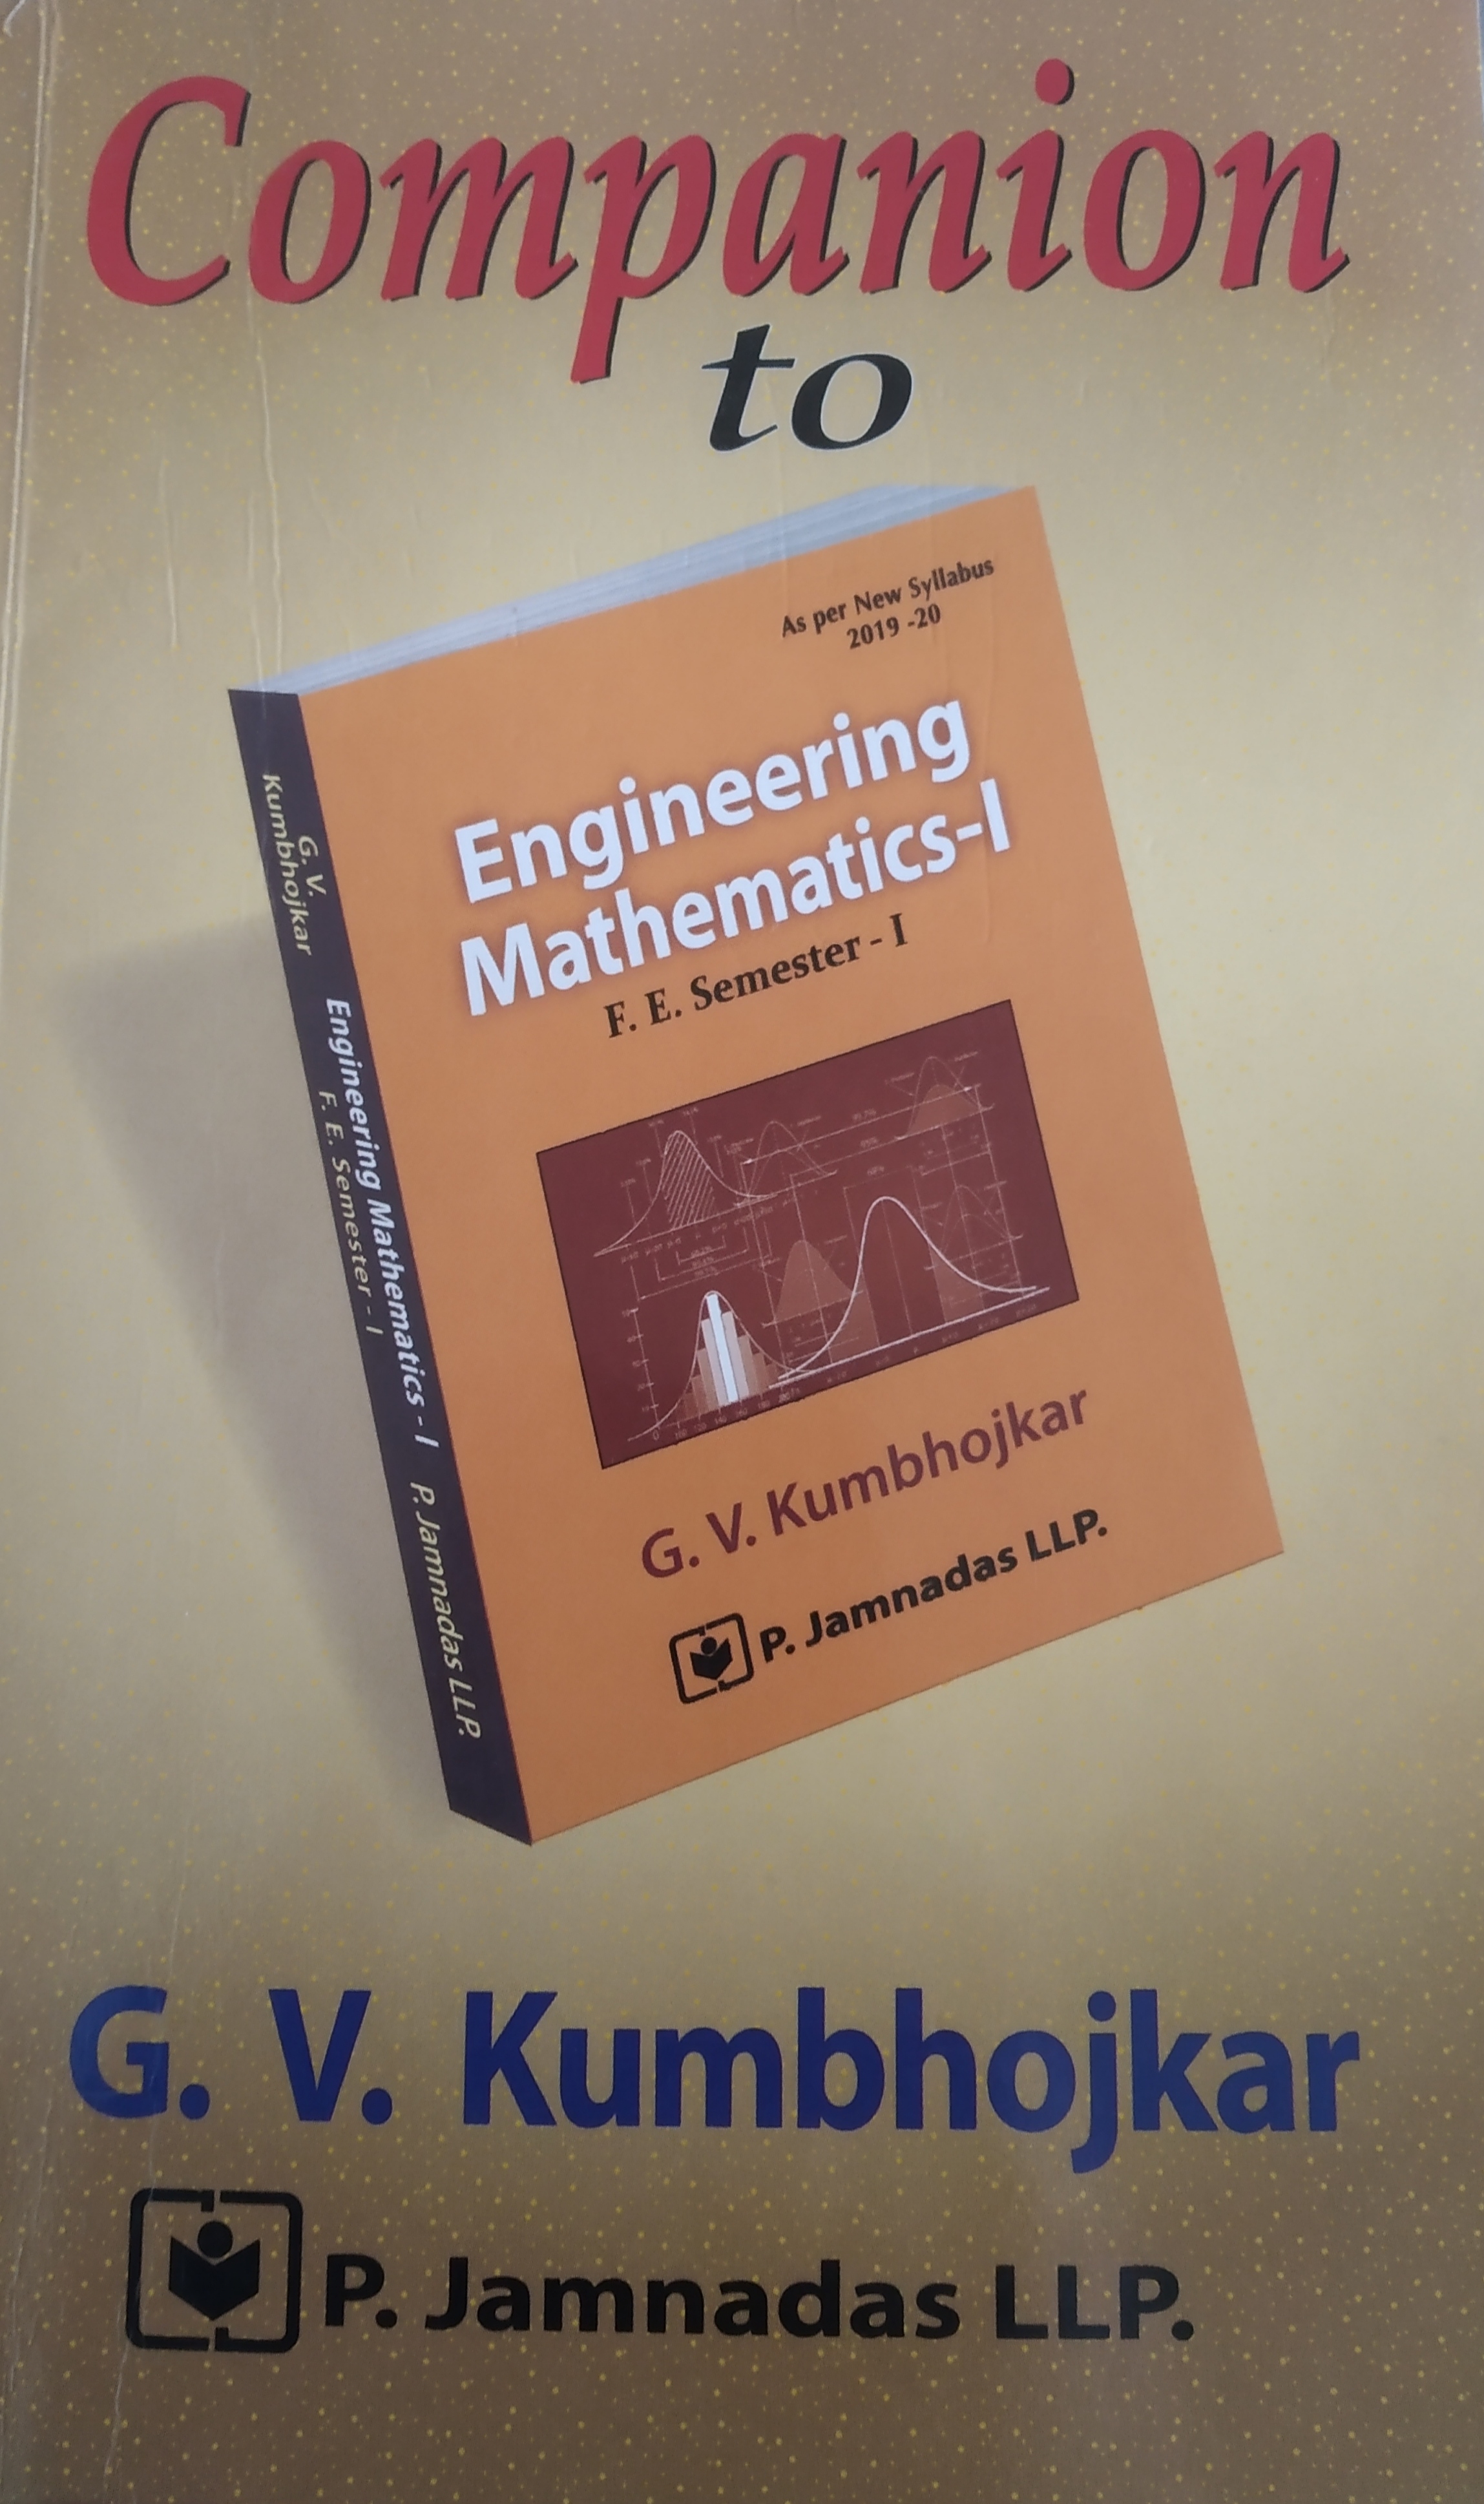 Companion
to
As per New Syllabus
2019 -20
Engineering
Mathematics-I
F. E. Semester - I
G. V. Kumbhojkar
P. Jamnadas LLP.
G. V.
Kumbhojkar
Engineering Mathematics - I
F. E. Semester - I
P. Jamnadas LLP.
G. V. Kumbhojkar
P. Jamnadas LLP.